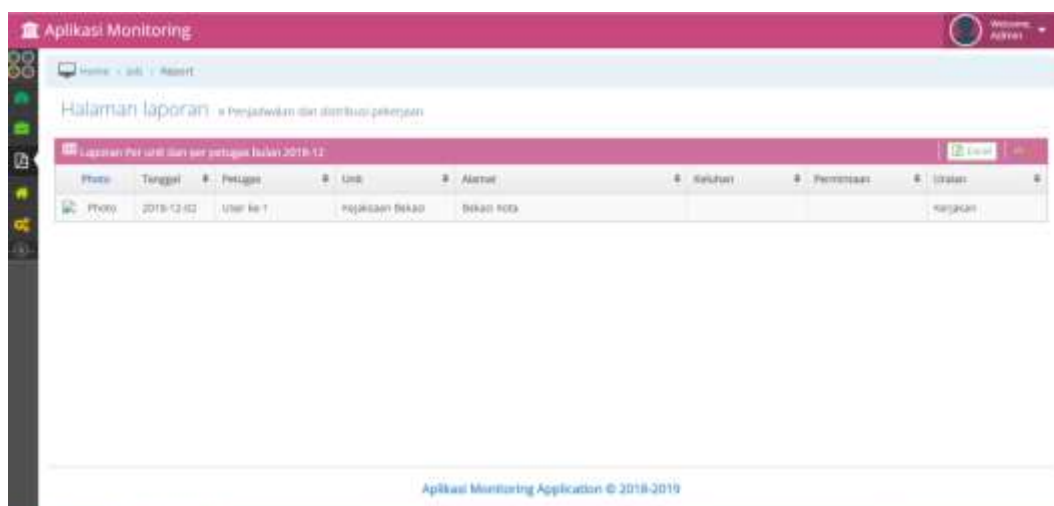 Aplikasi Monitoring
Welcome,
Admin
Home Job Report
Halaman laporan » Penjadwalan dan distribusi pekerjaan
Laporan Per unit dan per petugas bulan 2018-12 Excel
Photo Tanggal Petugas Unit Alamat Keluhan Permintaan Uraian
Photo 2018-12-02 User ke 1 Kejaksaan Bekasi Bekasi Kota Kerjakan
Aplikasi Monitoring Application © 2018-2019